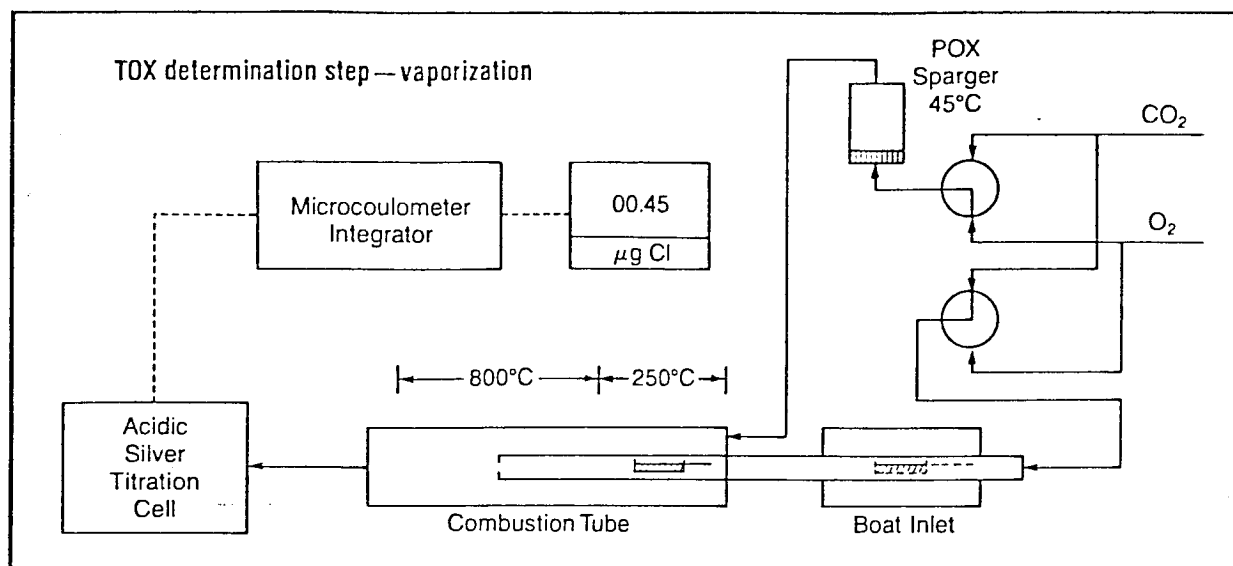 TOX determination step — vaporization
POX
Sparger
45°C
CO₂
O₂
Microcoulometer
Integrator
00.45
µg Cl
800°C
250°C
Acidic
Silver
Titration
Cell
Combustion Tube
Boat Inlet